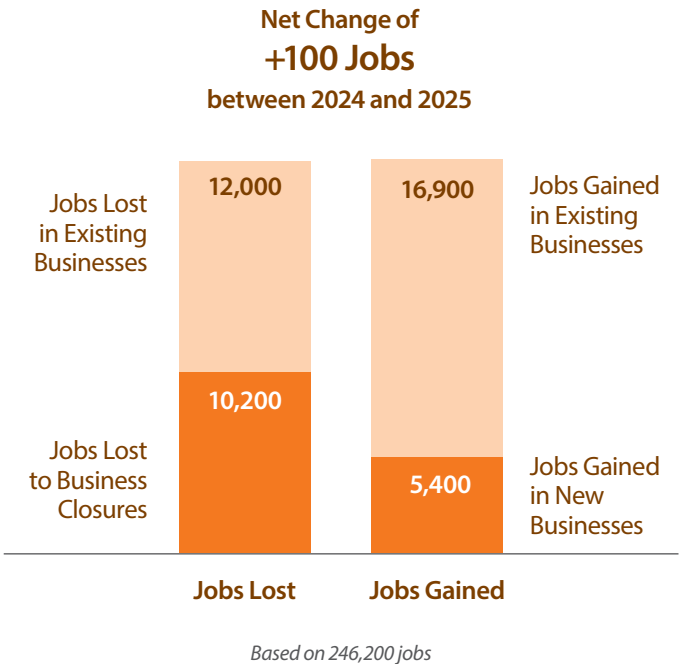 Net Change of
+100 Jobs
between 2024 and 2025
Jobs Lost
in Existing
Businesses
12,000
16,900
Jobs Gained
in Existing
Businesses
Jobs Lost
to Business
Closures
10,200
5,400
Jobs Gained
in New
Businesses
Jobs Lost
Jobs Gained
Based on 246,200 jobs